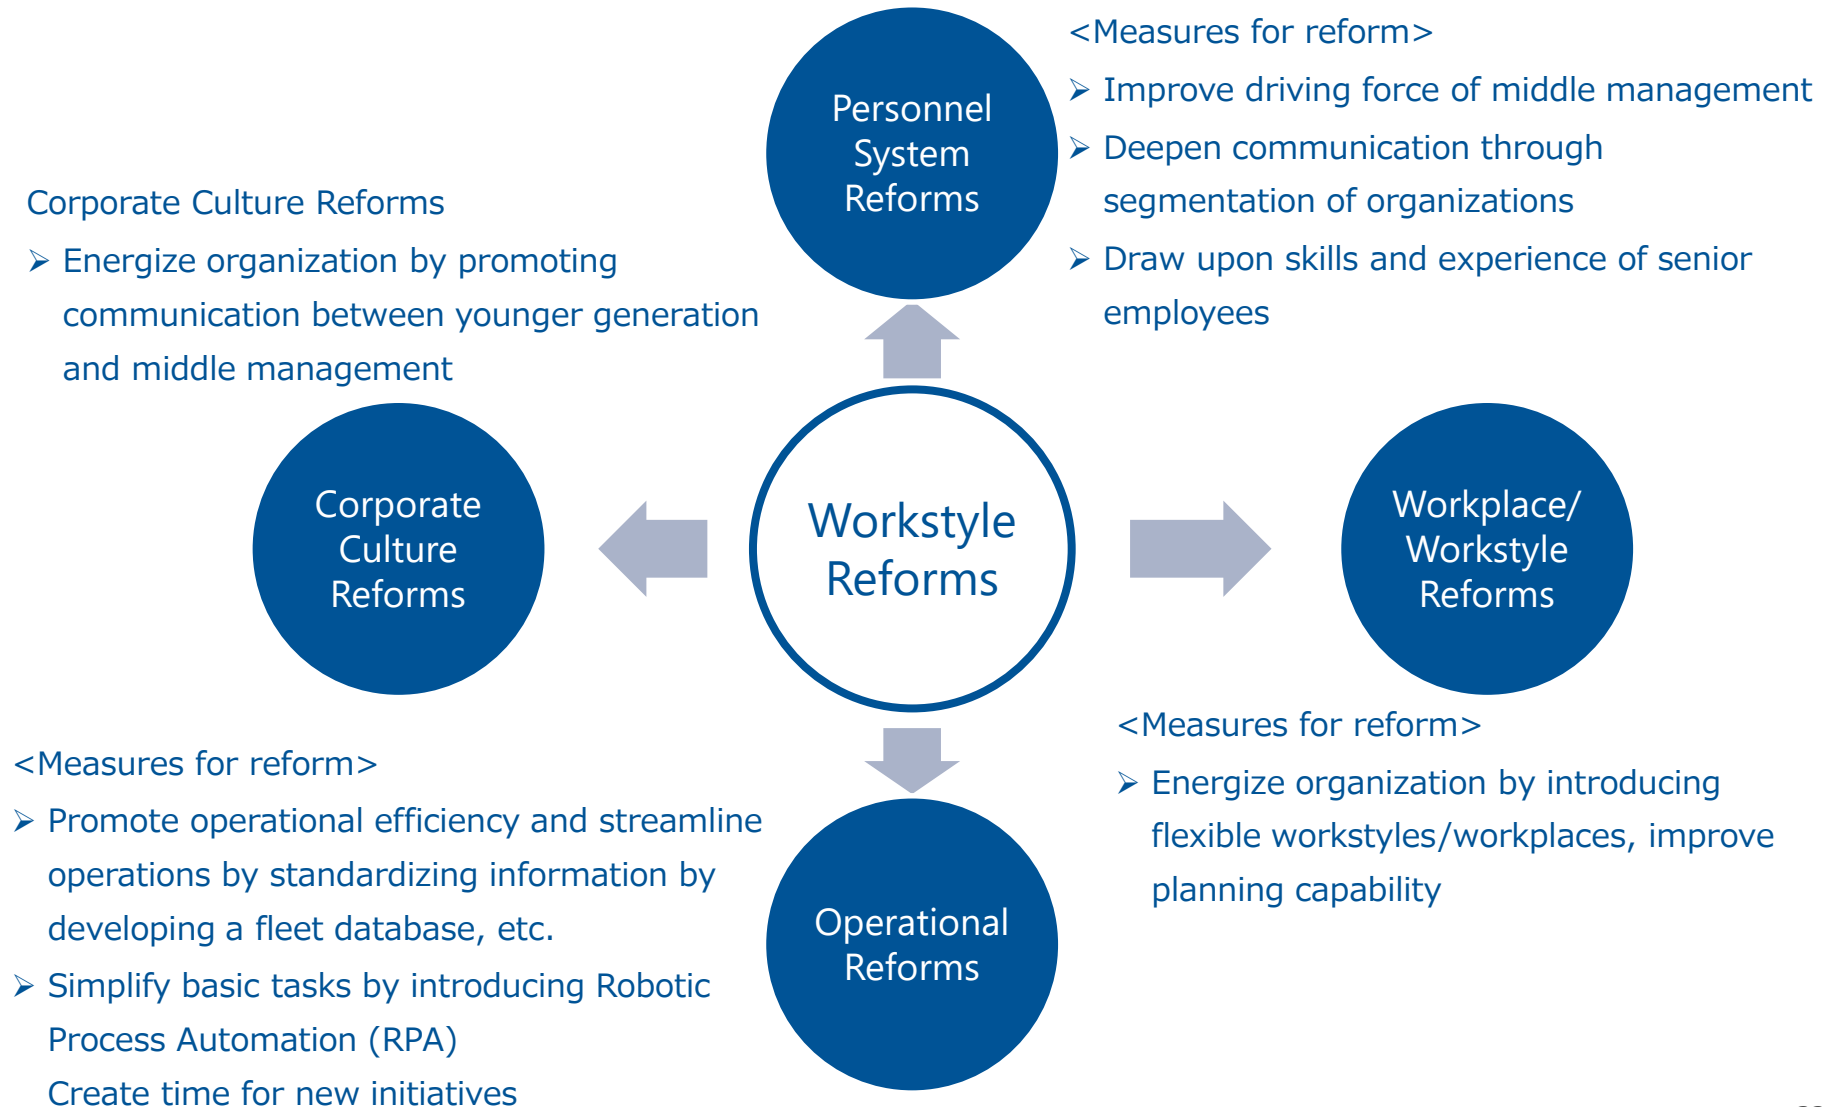 <Measures for reform>
➢ Improve driving force of middle management
➢ Deepen communication through
segmentation of organizations
➢ Draw upon skills and experience of senior
employees
Personnel
System
Reforms
Corporate Culture Reforms
➢ Energize organization by promoting
communication between younger generation
and middle management
Corporate
Culture
Reforms
Workstyle
Reforms
Workplace/
Workstyle
Reforms
<Measures for reform>
➢ Energize organization by introducing
flexible workstyles/workplaces, improve
planning capability
<Measures for reform>
➢ Promote operational efficiency and streamline
operations by standardizing information by
developing a fleet database, etc.
➢ Simplify basic tasks by introducing Robotic
Process Automation (RPA)
Create time for new initiatives
Operational
Reforms